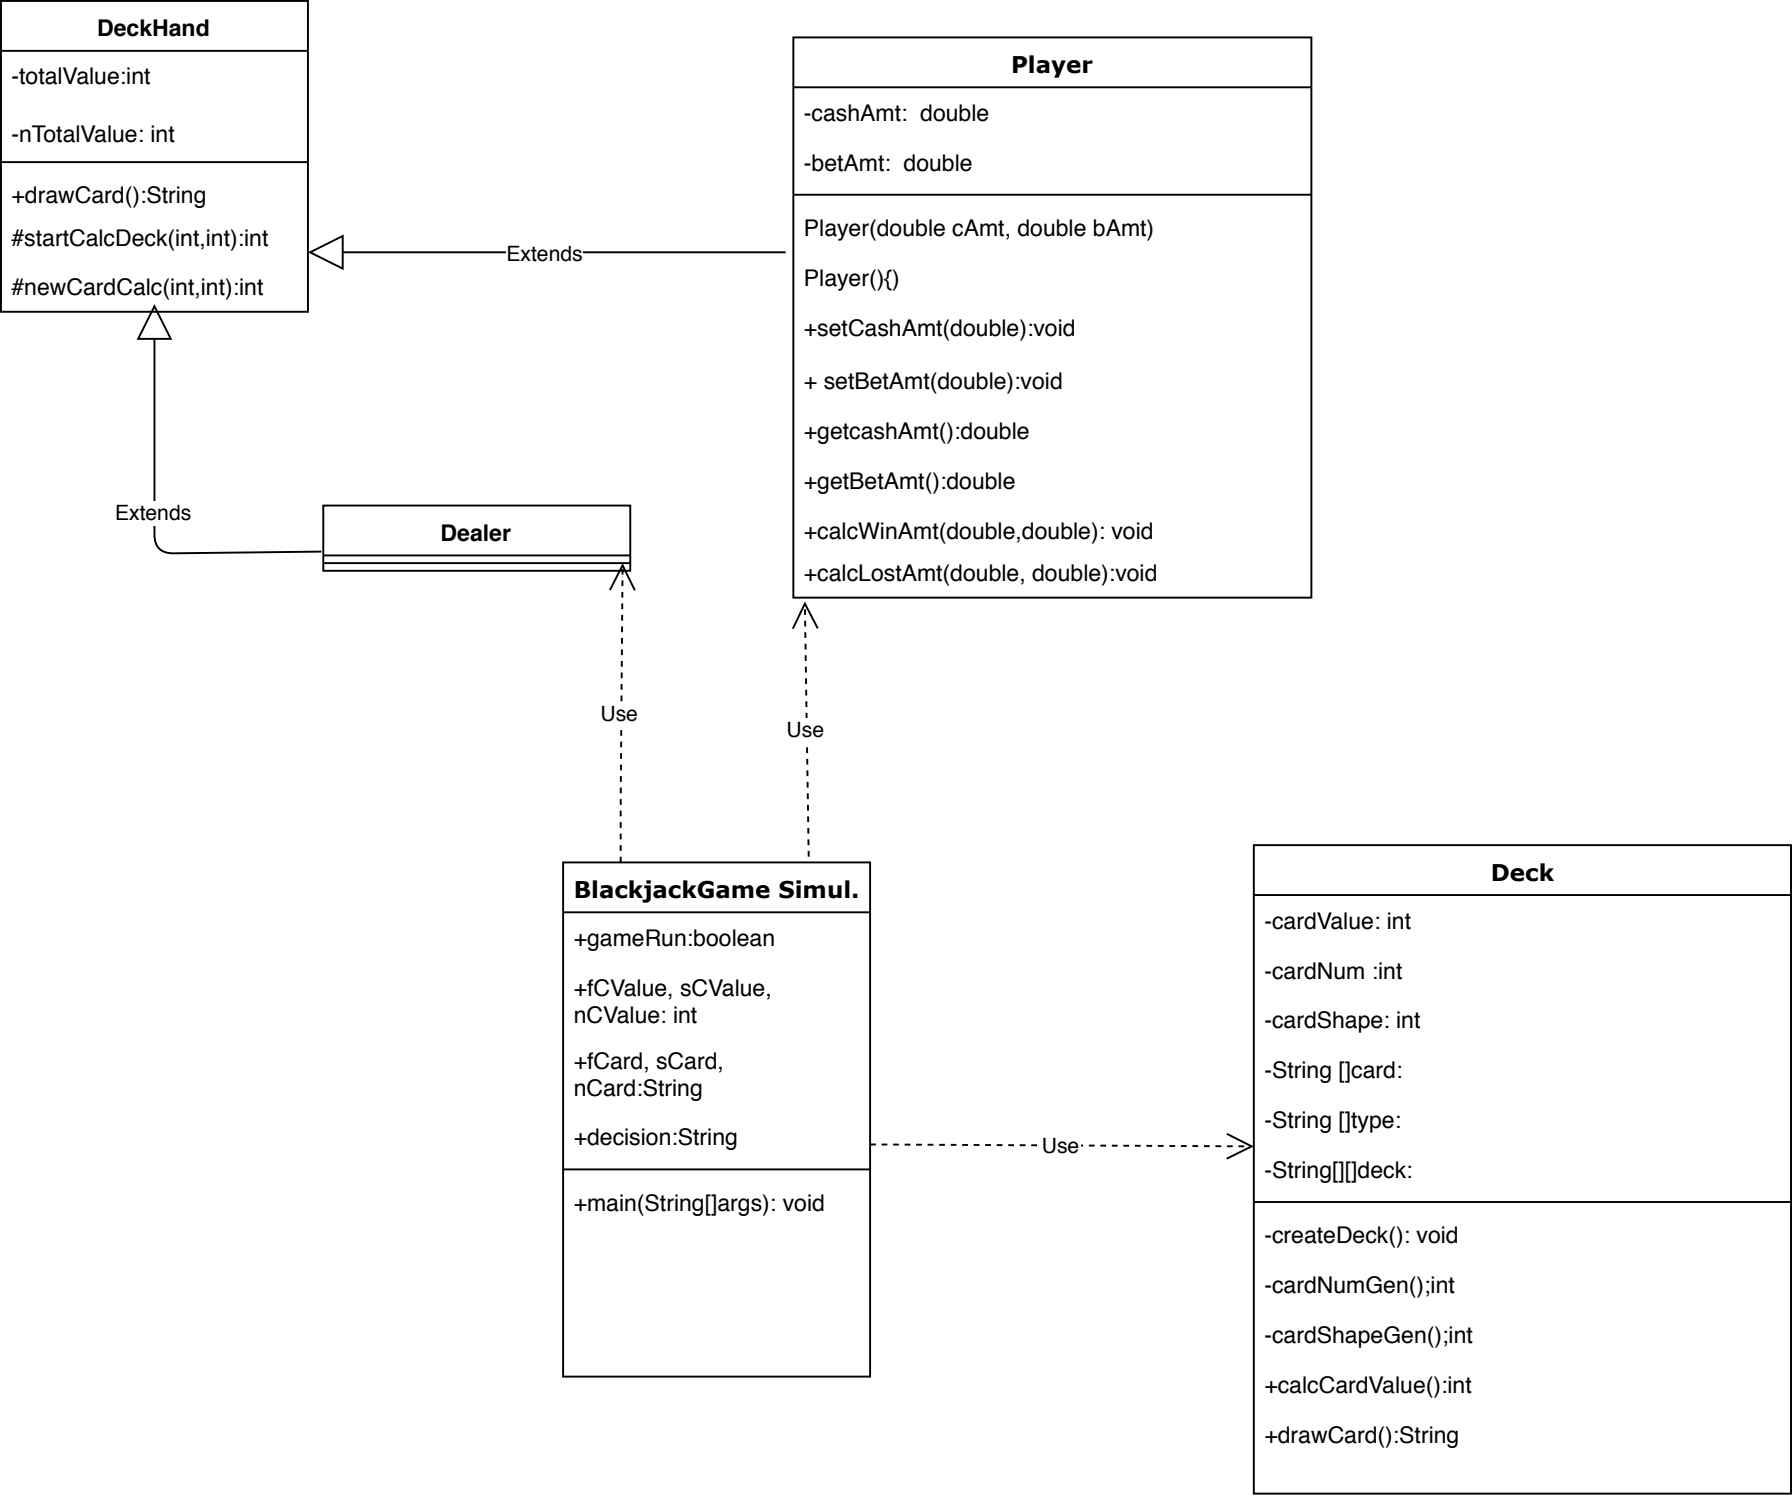 DeckHand
-totalValue:int
-nTotalValue: int
+drawCard():String
#startCalcDeck(int,int):int
#newCardCalc(int,int):int
Player
-cashAmt:  double
-betAmt:  double
Player(double cAmt, double bAmt)
Player(){)
+setCashAmt(double):void
+ setBetAmt(double):void
+getcashAmt():double
+getBetAmt():double
+calcWinAmt(double,double): void
+calcLostAmt(double, double):void
Extends
Extends
Dealer
Use
Use
BlackjackGame Simul.
+gameRun:boolean
+fCValue, sCValue,
nCValue: int
+fCard, sCard,
nCard:String
+decision:String
+main(String[]args): void
Use
Deck
-cardValue: int
-cardNum :int
-cardShape: int
-String []card:
-String []type:
-String[][]deck:
-createDeck(): void
-cardNumGen();int
-cardShapeGen();int
+calcCardValue():int
+drawCard():String